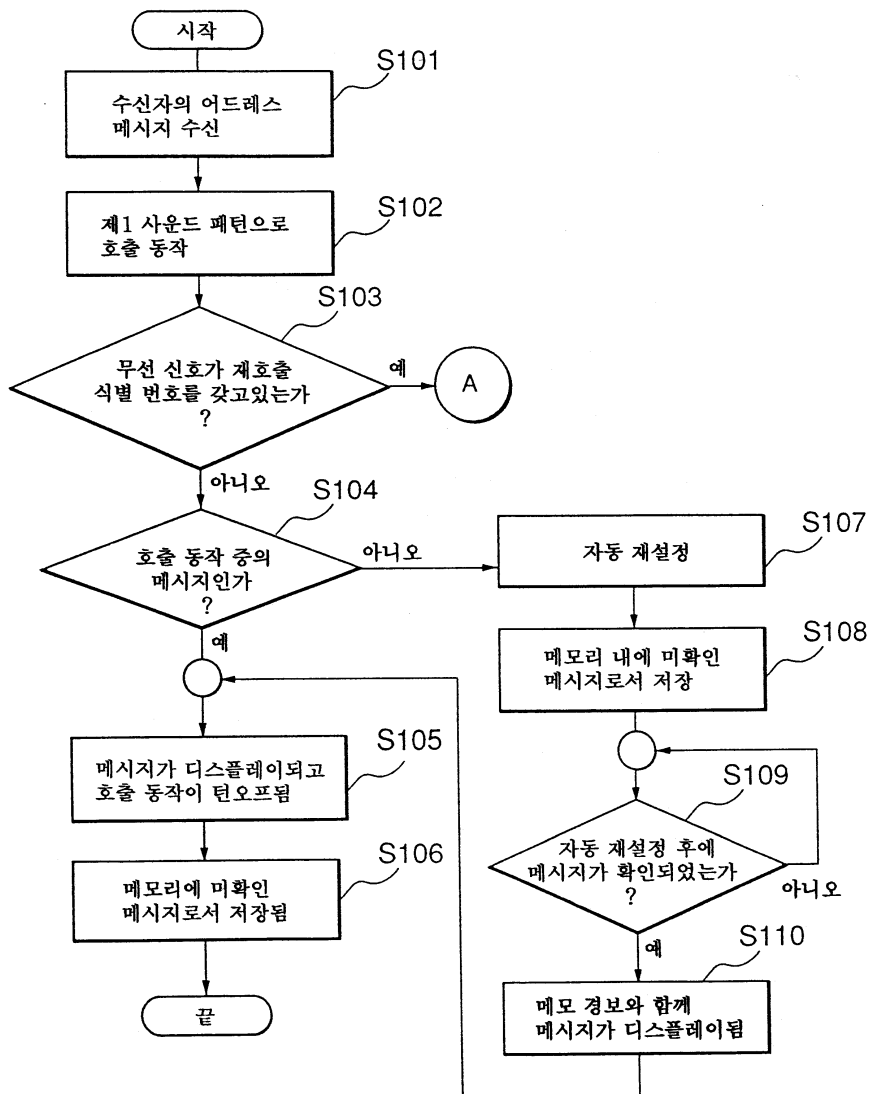 시작
S101
수신자의 어드레스
메시지 수신
S102
제1 사운드 패턴으로
호출 동작
S103
무선 신호가 재호출
식별 번호를 갖고있는가
?
예
A
아니오
S104
호출 동작 중의
메시지인가
?
아니오
예
S107
자동 재설정
S108
메모리 내에 미확인
메시지로서 저장
S105
메시지가 디스플레이되고
호출 동작이 턴오프됨
S109
자동 재설정 후에
메시지가 확인되었는가
?
아니오
예
S106
메모리에 미확인
메시지로서 저장됨
S110
메모 경보와 함께
메시지가 디스플레이됨
끝